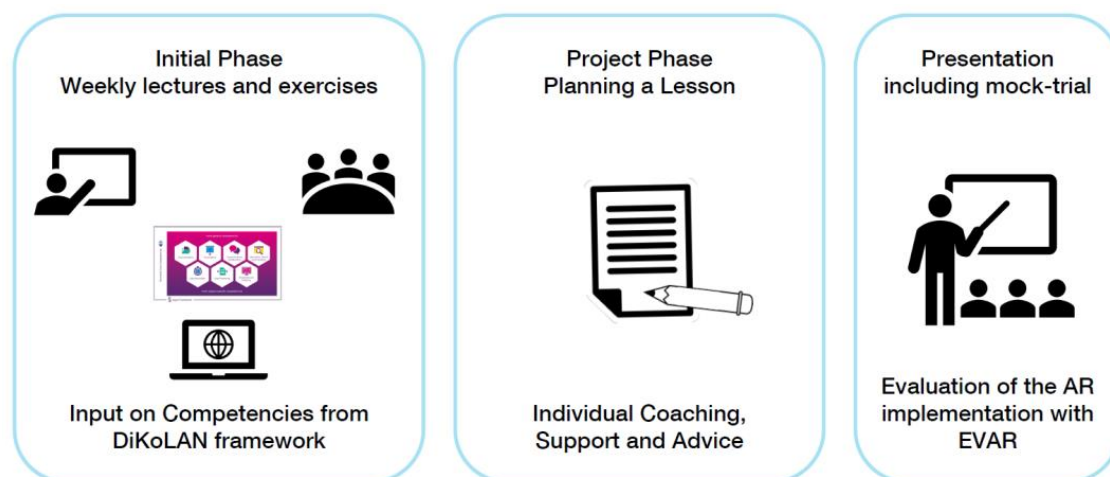 Initial Phase
Weekly lectures and exercises
Input on Competencies from
DiKoLAN framework
Project Phase
Planning a Lesson
Individual Coaching,
Support and Advice
Presentation
including mock-trial
Evaluation of the AR
implementation with
EVAR